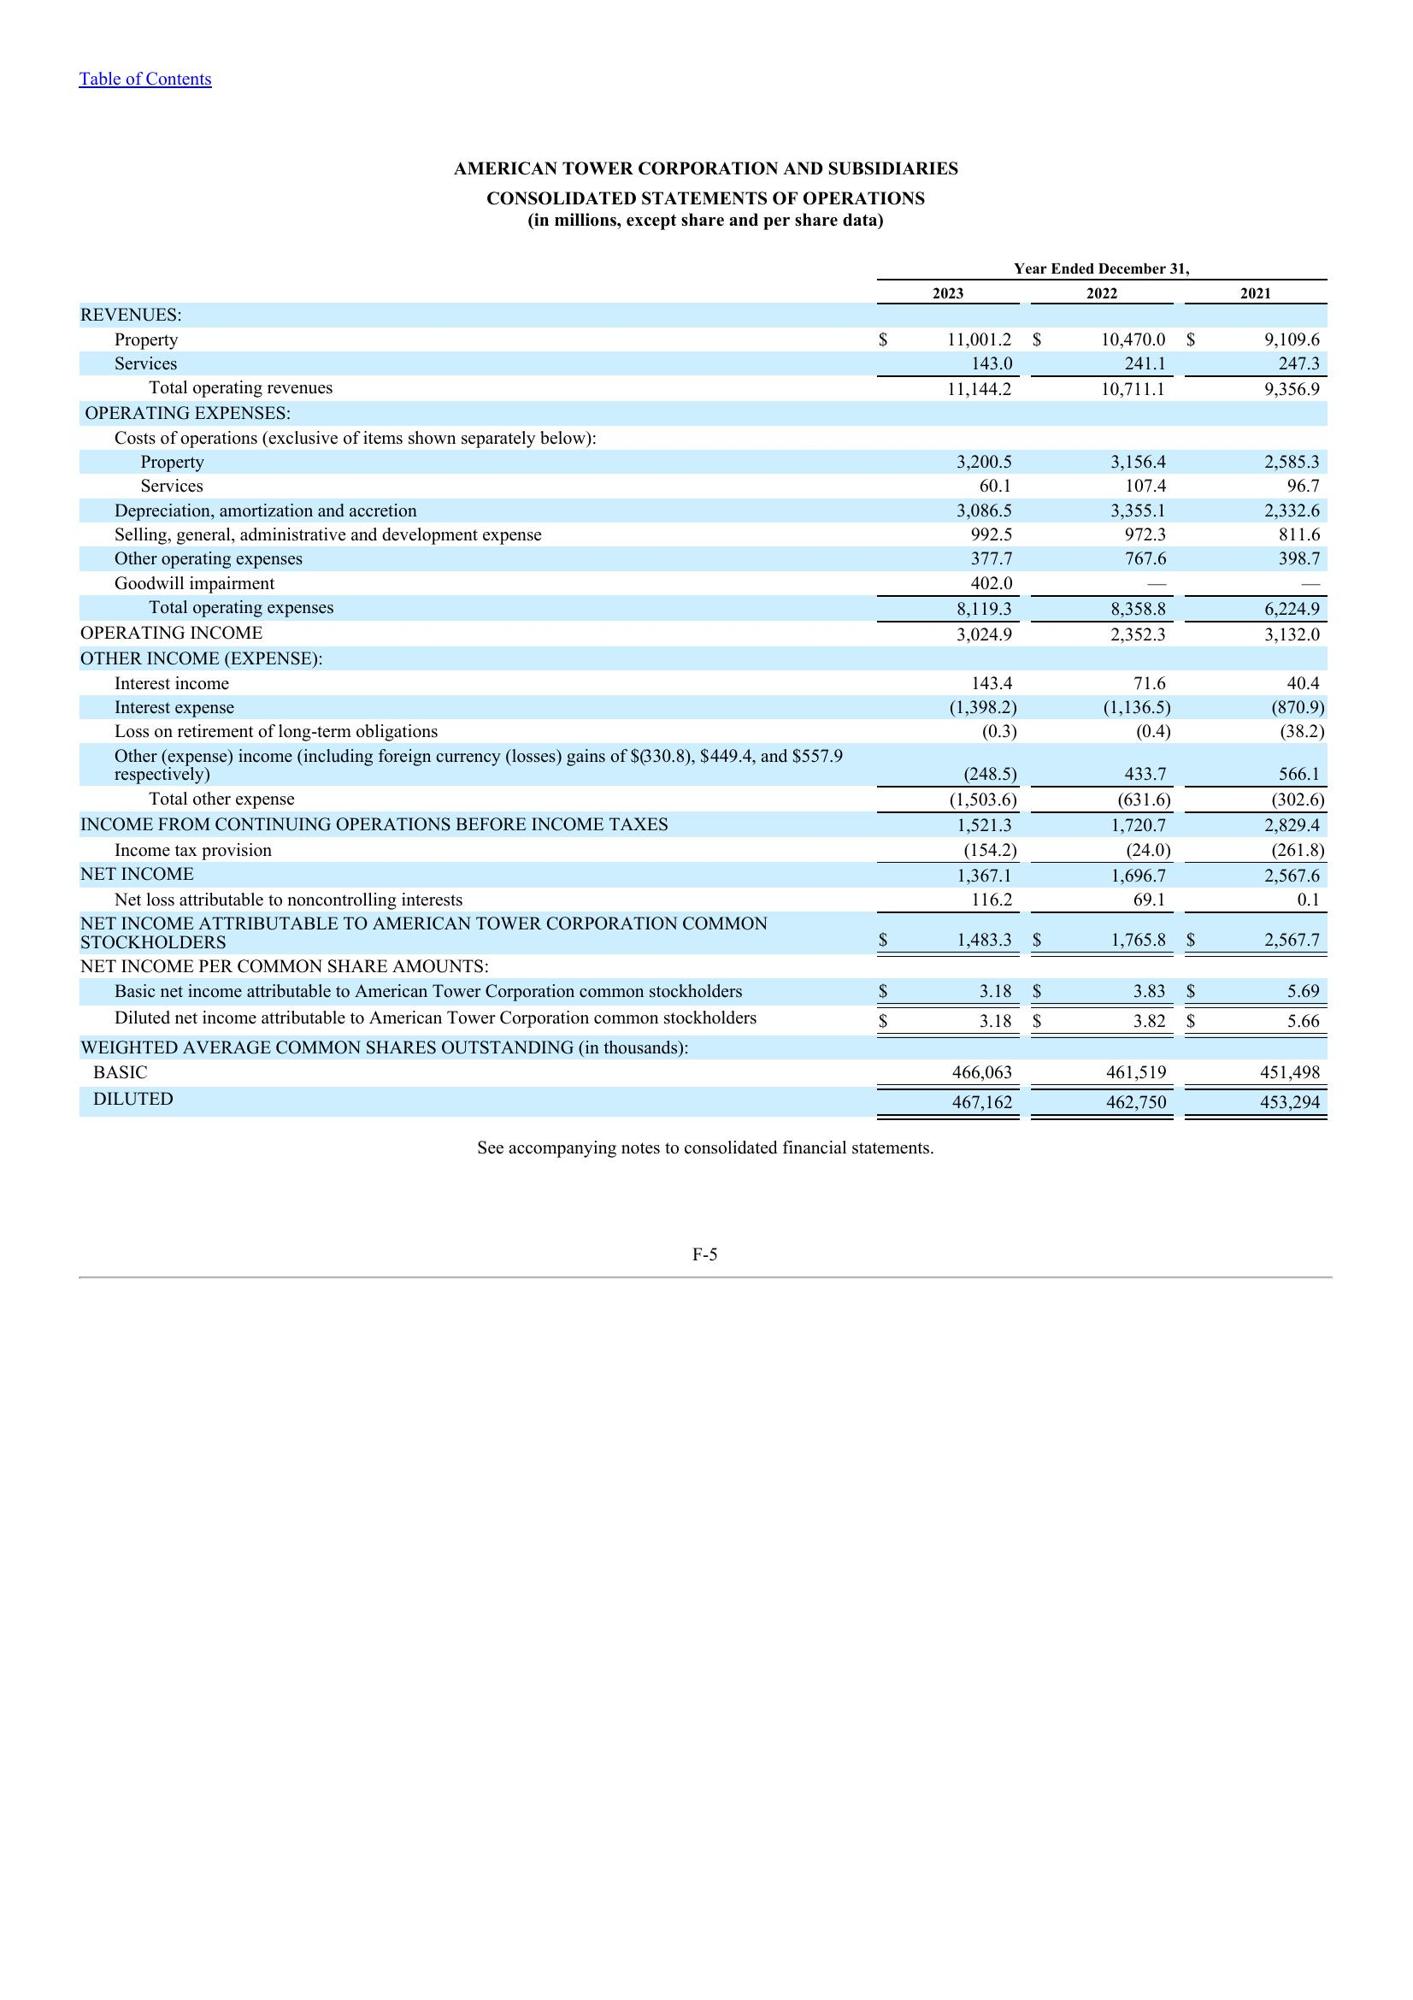 Table of Contents
AMERICAN TOWER CORPORATION AND SUBSIDIARIES
CONSOLIDATED STATEMENTS OF OPERATIONS
(in millions, except share and per share data)
Year Ended December 31,
2023 2022 2021
REVENUES:
Property $ 11,001.2 $ 10,470.0 $ 9,109.6
Services 143.0 241.1 247.3
Total operating revenues 11,144.2 10,711.1 9,356.9
OPERATING EXPENSES:
Costs of operations (exclusive of items shown separately below):
Property 3,200.5 3,156.4 2,585.3
Services 60.1 107.4 96.7
Depreciation, amortization and accretion 3,086.5 3,355.1 2,332.6
Selling, general, administrative and development expense 992.5 972.3 811.6
Other operating expenses 377.7 767.6 398.7
Goodwill impairment 402.0 — —
Total operating expenses 8,119.3 8,358.8 6,224.9
OPERATING INCOME 3,024.9 2,352.3 3,132.0
OTHER INCOME (EXPENSE):
Interest income 143.4 71.6 40.4
Interest expense (1,398.2) (1,136.5) (870.9)
Loss on retirement of long-term obligations (0.3) (0.4) (38.2)
Other (expense) income (including foreign currency (losses) gains of $(330.8), $449.4, and $557.9
respectively) (248.5) 433.7 566.1
Total other expense (1,503.6) (631.6) (302.6)
INCOME FROM CONTINUING OPERATIONS BEFORE INCOME TAXES 1,521.3 1,720.7 2,829.4
Income tax provision (154.2) (24.0) (261.8)
NET INCOME 1,367.1 1,696.7 2,567.6
Net loss attributable to noncontrolling interests 116.2 69.1 0.1
NET INCOME ATTRIBUTABLE TO AMERICAN TOWER CORPORATION COMMON
STOCKHOLDERS $ 1,483.3 $ 1,765.8 $ 2,567.7
NET INCOME PER COMMON SHARE AMOUNTS:
Basic net income attributable to American Tower Corporation common stockholders $ 3.18 $ 3.83 $ 5.69
Diluted net income attributable to American Tower Corporation common stockholders $ 3.18 $ 3.82 $ 5.66
WEIGHTED AVERAGE COMMON SHARES OUTSTANDING (in thousands):
BASIC 466,063 461,519 451,498
DILUTED 467,162 462,750 453,294
See accompanying notes to consolidated financial statements.
F-5